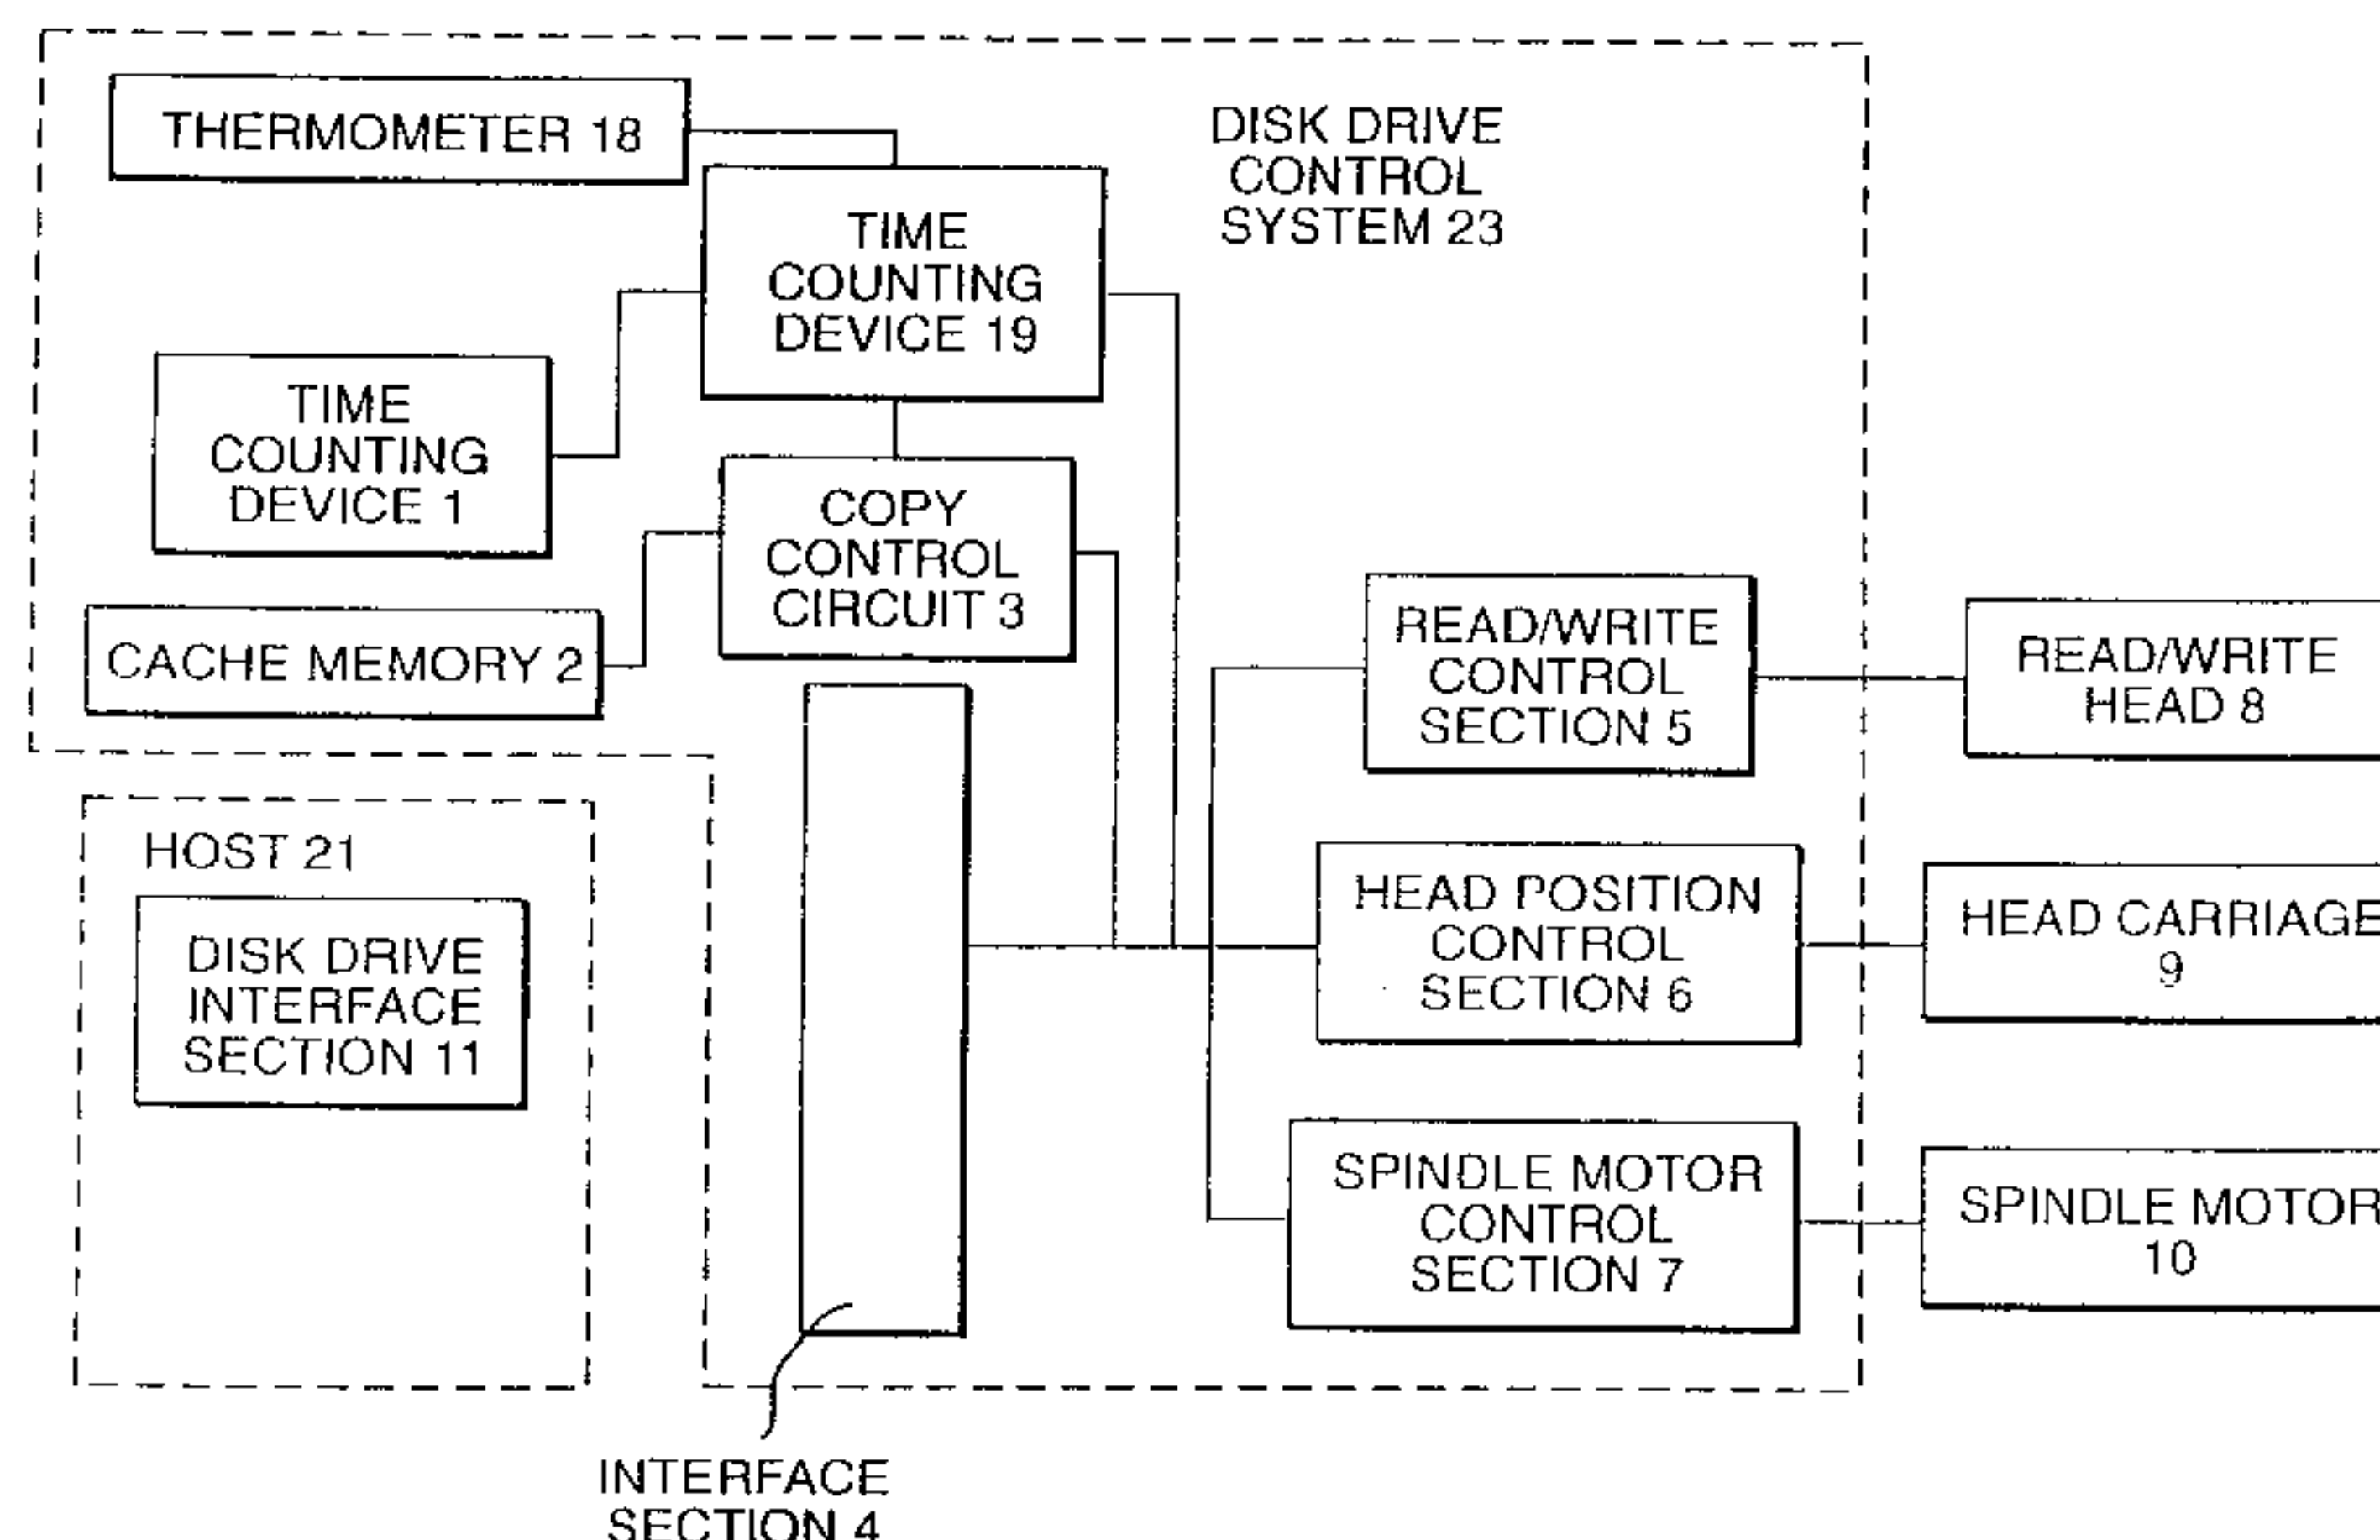 THERMOMETER 18
DISK DRIVE
CONTROL
SYSTEM 23
TIME
COUNTING
DEVICE 19
TIME
COUNTING
DEVICE 1
COPY
CONTROL
CIRCUIT 3
CACHE MEMORY 2
READ/WRITE
CONTROL
SECTION 5
READ/WRITE
HEAD 8
HOST 21
DISK DRIVE
INTERFACE
SECTION 11
HEAD POSITION
CONTROL
SECTION 6
HEAD CARRIAGE
9
SPINDLE MOTOR
CONTROL
SECTION 7
SPINDLE MOTOR
10
INTERFACE
SECTION 4